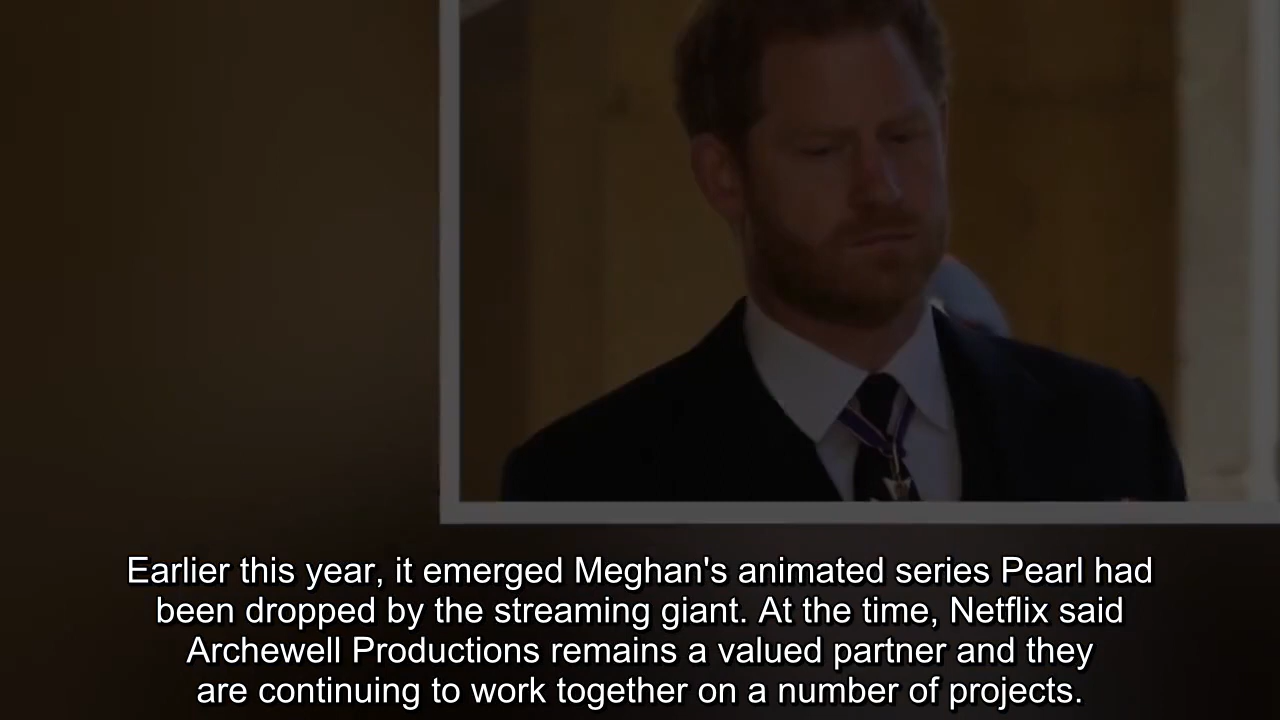 Earlier this year, it emerged Meghan's animated series Pearl had
been dropped by the streaming giant. At the time, Netflix said
Archewell Productions remains a valued partner and they
are continuing to work together on a number of projects.